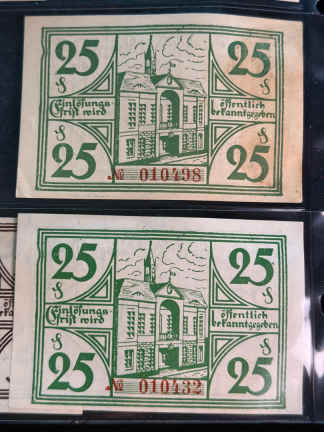 25 25
₰ ₰
Einlösungs- öffentlich
frist wird bekanntgegeben
25 25
№ 010498
25 25
₰ ₰
Einlösungs- öffentlich
frist wird bekanntgegeben
25 25
№ 010432